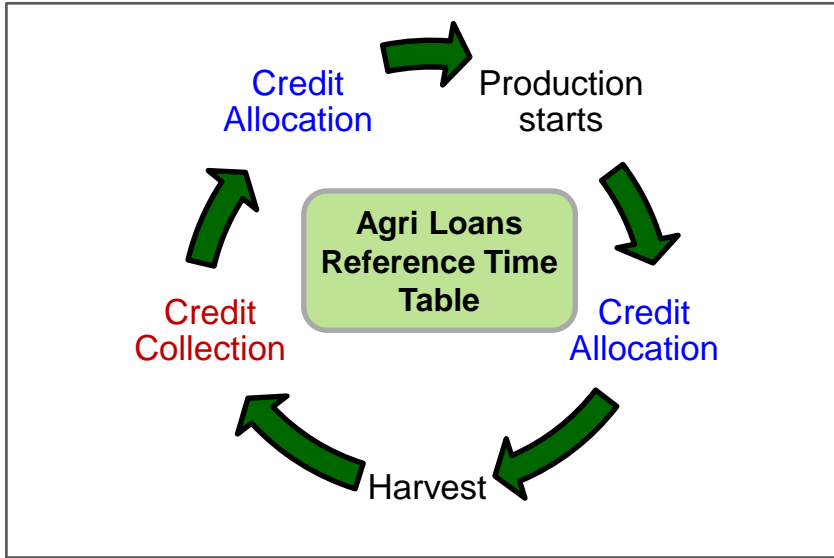 Credit
Allocation
Production
starts
Agri Loans
Reference Time
Table
Credit
Collection
Credit
Allocation
Harvest